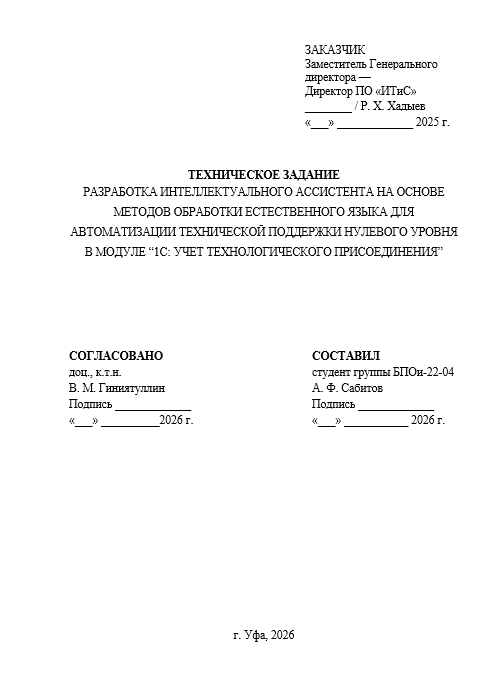 ЗАКАЗЧИК
Заместитель Генерального
директора —
Директор ПО «ИТиС»
________ / Р. Х. Хадыев
«___» _____________ 2025 г.
ТЕХНИЧЕСКОЕ ЗАДАНИЕ
РАЗРАБОТКА ИНТЕЛЛЕКТУАЛЬНОГО АССИСТЕНТА НА ОСНОВЕ
МЕТОДОВ ОБРАБОТКИ ЕСТЕСТВЕННОГО ЯЗЫКА ДЛЯ
АВТОМАТИЗАЦИИ ТЕХНИЧЕСКОЙ ПОДДЕРЖКИ НУЛЕВОГО УРОВНЯ
В МОДУЛЕ “1С: УЧЕТ ТЕХНОЛОГИЧЕСКОГО ПРИСОЕДИНЕНИЯ”
СОГЛАСОВАНО
доц., к.т.н.
В. М. Гиниятуллин
Подпись _____________
«___» __________2026 г.
СОСТАВИЛ
студент группы БПОи-22-04
А. Ф. Сабитов
Подпись _____________
«___» ___________ 2026 г.
г. Уфа, 2026